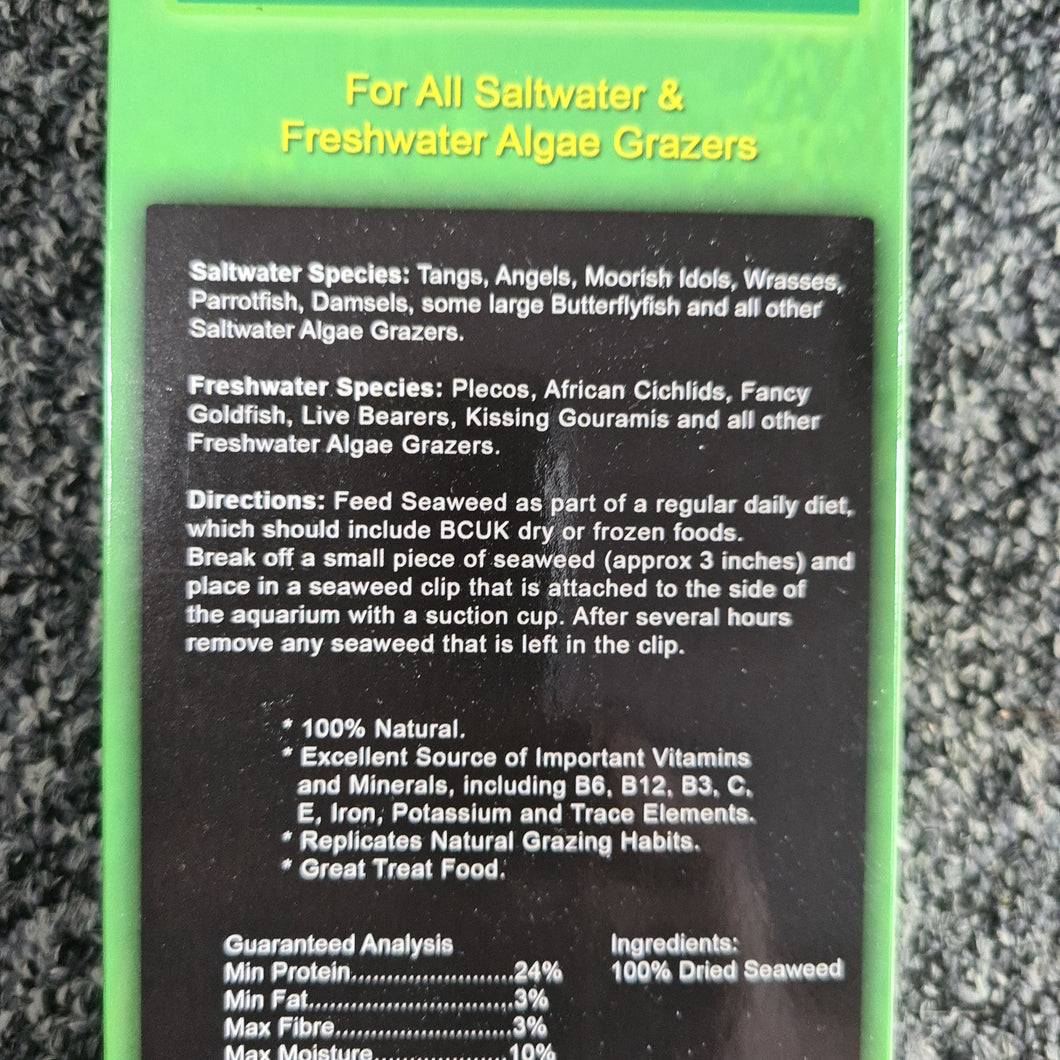 For All Saltwater &
Freshwater Algae Grazers
Saltwater Species: Tangs, Angels, Moorish Idols, Wrasses,
Parrotfish, Damsels, some large Butterflyfish and all other
Saltwater Algae Grazers.
Freshwater Species: Plecos, African Cichlids, Fancy
Goldfish, Live Bearers, Kissing Gouramis and all other
Freshwater Algae Grazers.
Directions: Feed Seaweed as part of a regular daily diet,
which should include BCUK dry or frozen foods.
Break off a small piece of seaweed (approx 3 inches) and
place in a seaweed clip that is attached to the side of
the aquarium with a suction cup. After several hours
remove any seaweed that is left in the clip.
* 100% Natural.
* Excellent Source of Important Vitamins
and Minerals, including B6, B12, B3, C,
E, Iron, Potassium and Trace Elements.
* Replicates Natural Grazing Habits.
* Great Treat Food.
Guaranteed Analysis
Min Protein......................24%
Min Fat............................3%
Max Fibre........................3%
Max Moisture..................10%
Ingredients:
100% Dried Seaweed